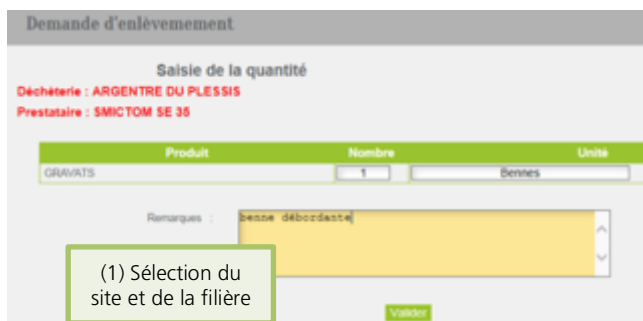 Demande d'enlèvemement
Saisie de la quantité
Déchèterie : ARGENTRE DU PLESSIS
Prestataire : SMICTOM SE 35
Produit Nombre Unité
GRAVATS 1 Bennes
Remarques : benne débordante
(1) Sélection du
site et de la filière
Valider